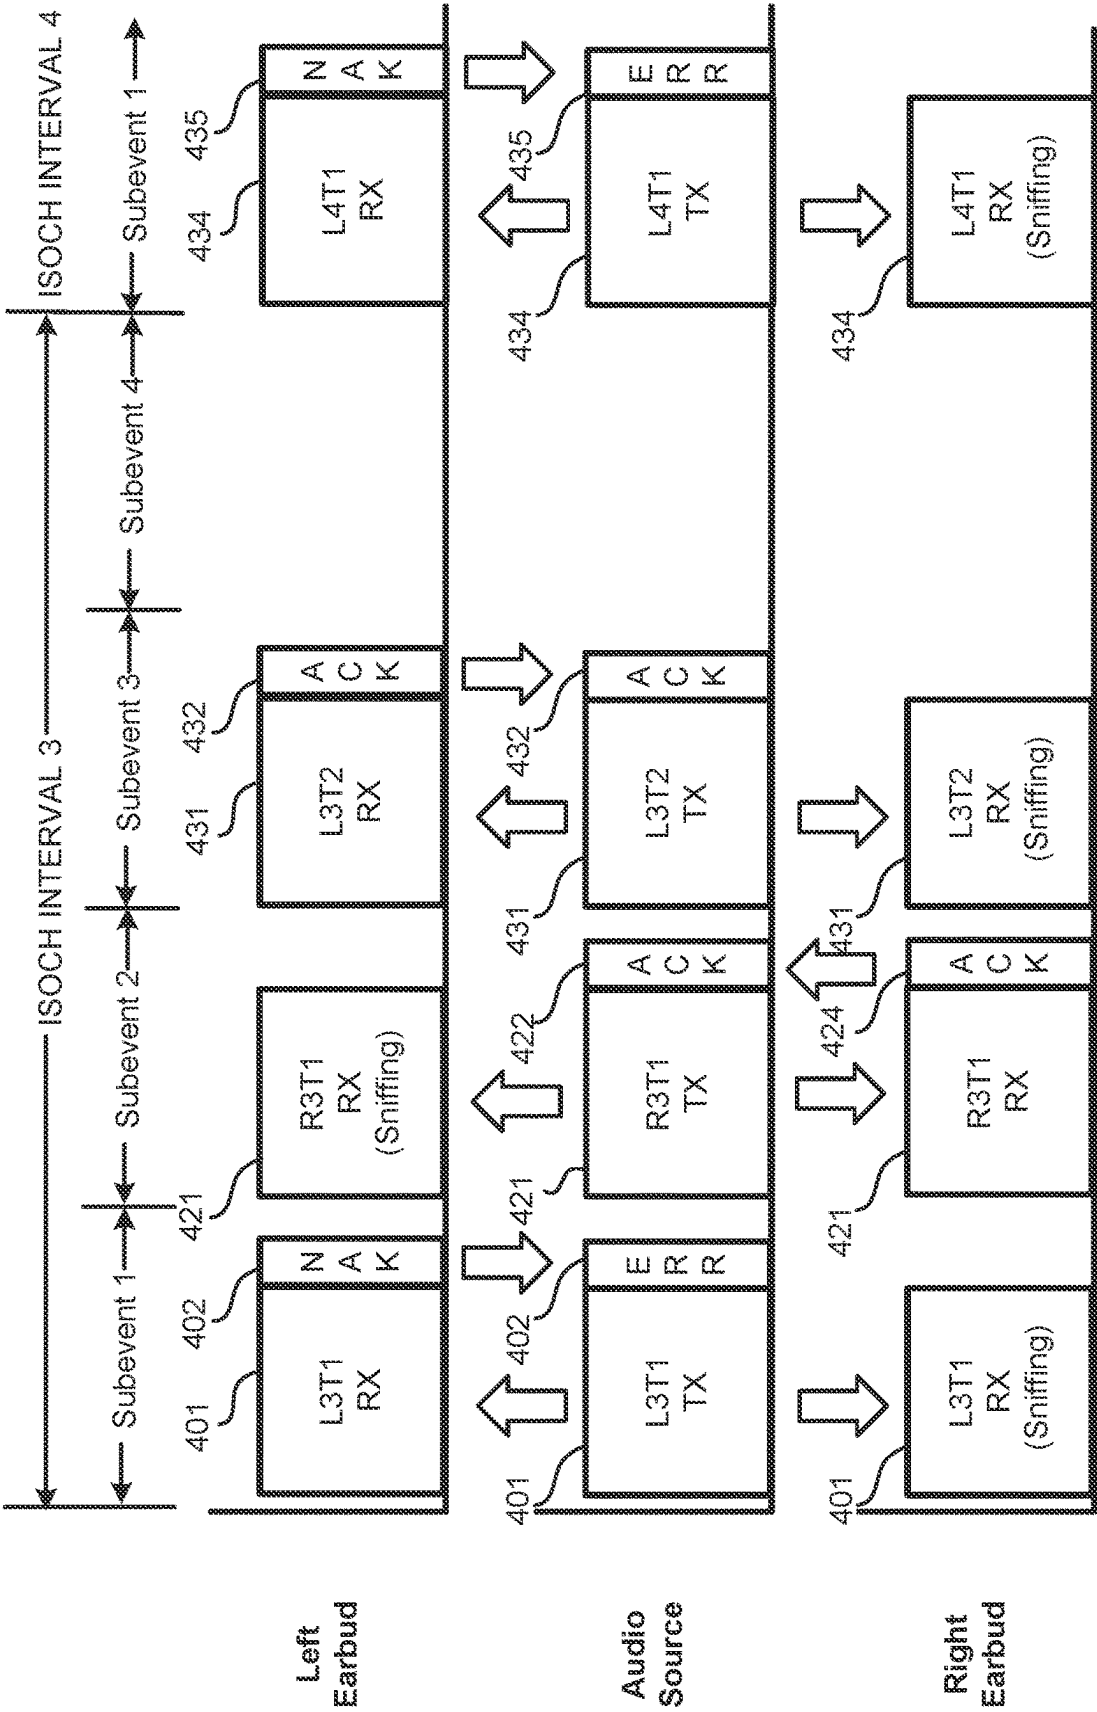 ISOCH INTERVAL 3
ISOCH INTERVAL 4
Subevent 1
Subevent 2
Subevent 3
Subevent 4
Subevent 1
Left
Earbud
401
L3T1
RX
402
NAK
421
R3T1
RX
(Sniffing)
431
L3T2
RX
432
ACK
434
L4T1
RX
435
NAK
Audio
Source
401
L3T1
TX
402
ERR
421
R3T1
TX
422
ACK
431
L3T2
TX
432
ACK
434
L4T1
TX
435
ERR
Right
Earbud
401
L3T1
RX
(Sniffing)
421
R3T1
RX
424
ACK
431
L3T2
RX
(Sniffing)
434
L4T1
RX
(Sniffing)